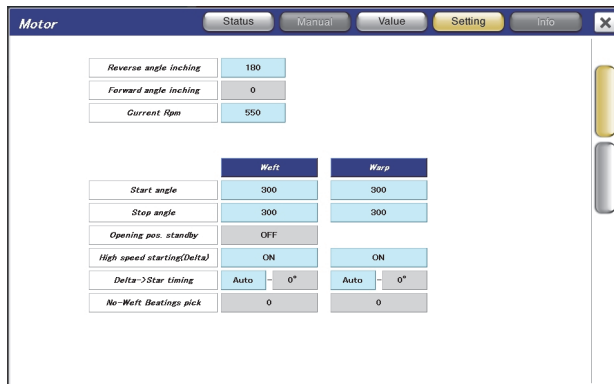 Motor Status Manual Value Setting Info X
Reverse angle inching 180
Forward angle inching 0
Current Rpm 550
Weft Warp
Start angle 300 300
Stop angle 300 300
Opening pos. standby OFF
High speed starting(Delta) ON ON
Delta->Star timing Auto - 0° Auto - 0°
No-Weft Beatings pick 0 0